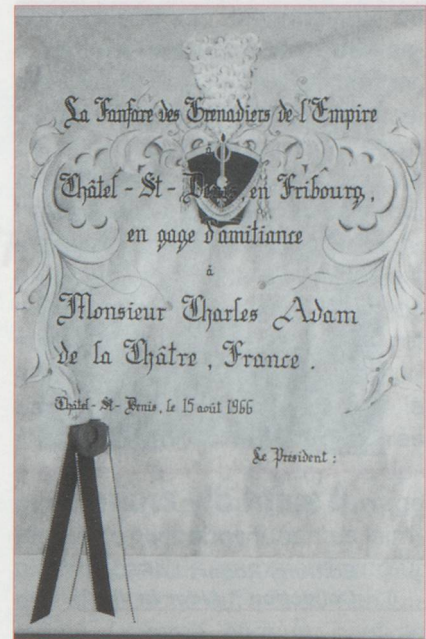 La Fanfare des Grenadiers de l'Empire
à
Châtel-St-Denis, en Fribourg,
en gage d'amitiance
à
Monsieur Charles Adam
de la Châtre, France.
Châtel-St-Denis, le 15 août 1966
Le Président :